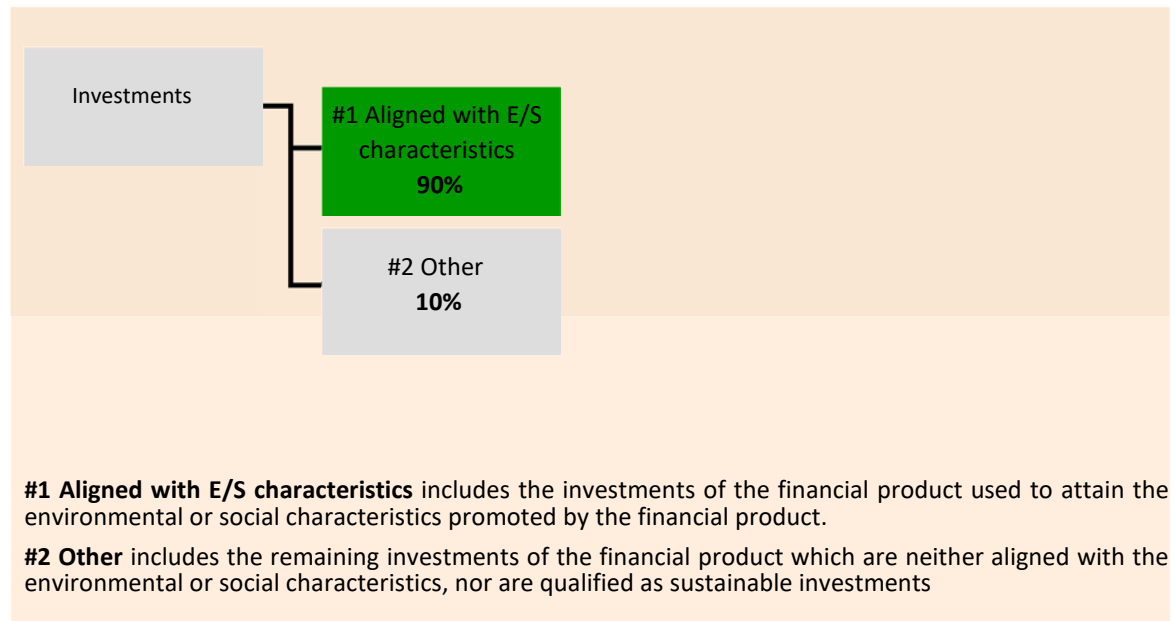 Investments
#1 Aligned with E/S
characteristics
90%
#2 Other
10%
#1 Aligned with E/S characteristics includes the investments of the financial product used to attain the
environmental or social characteristics promoted by the financial product.
#2 Other includes the remaining investments of the financial product which are neither aligned with the
environmental or social characteristics, nor are qualified as sustainable investments